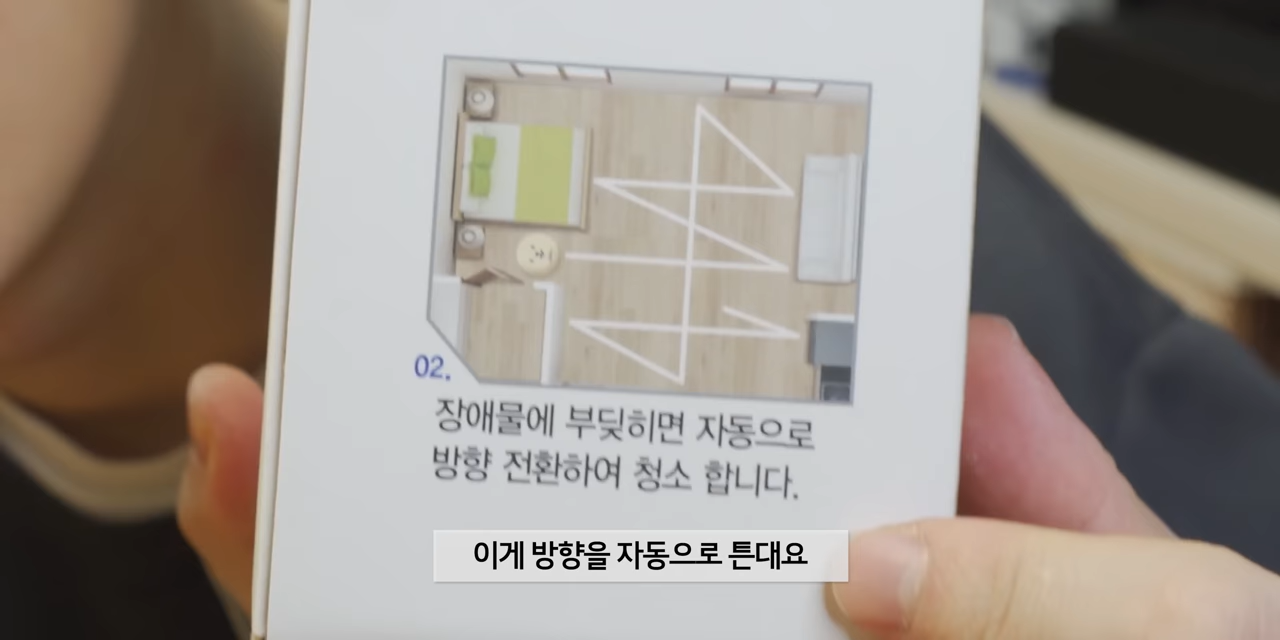 02.
장애물에 부딪히면 자동으로
방향 전환하여 청소 합니다.
이게 방향을 자동으로 튼대요